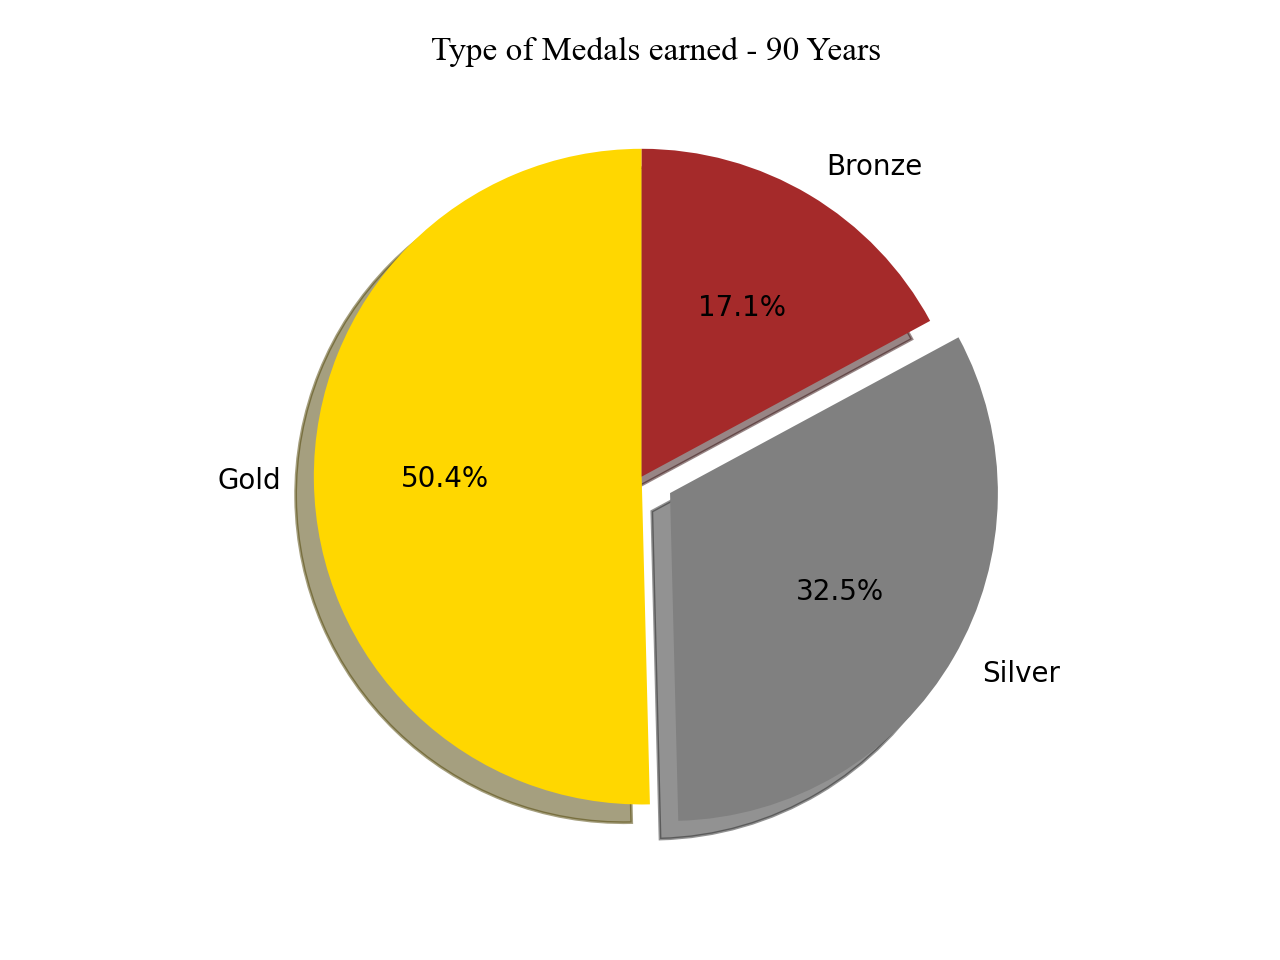 Type of Medals earned - 90 Years
Bronze
17.1%
Gold
50.4%
32.5%
Silver